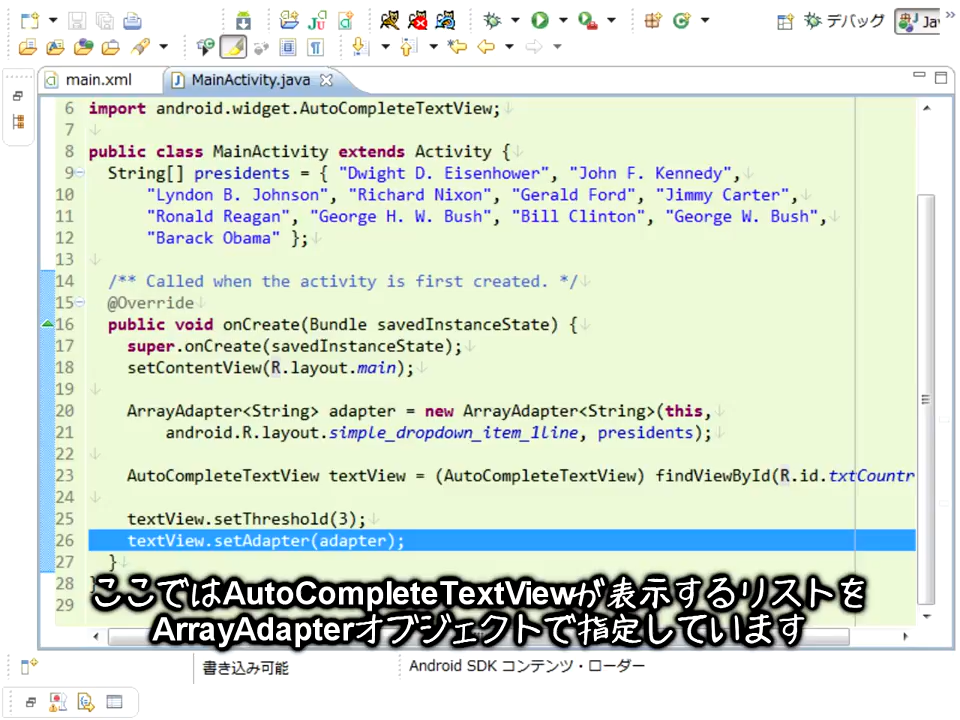 デバッグ
Ja
main.xml
MainActivity.java
6 import android.widget.AutoCompleteTextView;
7
8 public class MainActivity extends Activity {
9 String[] presidents = { "Dwight D. Eisenhower", "John F. Kennedy",
10 "Lyndon B. Johnson", "Richard Nixon", "Gerald Ford", "Jimmy Carter",
11 "Ronald Reagan", "George H. W. Bush", "Bill Clinton", "George W. Bush",
12 "Barack Obama" };
13
14 /** Called when the activity is first created. */
15 @Override
16 public void onCreate(Bundle savedInstanceState) {
17 super.onCreate(savedInstanceState);
18 setContentView(R.layout.main);
19
20 ArrayAdapter<String> adapter = new ArrayAdapter<String>(this,
21 android.R.layout.simple_dropdown_item_1line, presidents);
22
23 AutoCompleteTextView textView = (AutoCompleteTextView) findViewById(R.id.txtCountr
24
25 textView.setThreshold(3);
26 textView.setAdapter(adapter);
27 }
28 }
29
ここではAutoCompleteTextViewが表示するリストを
ArrayAdapterオブジェクトで指定しています
書き込み可能
Android SDK コンテンツ・ローダー